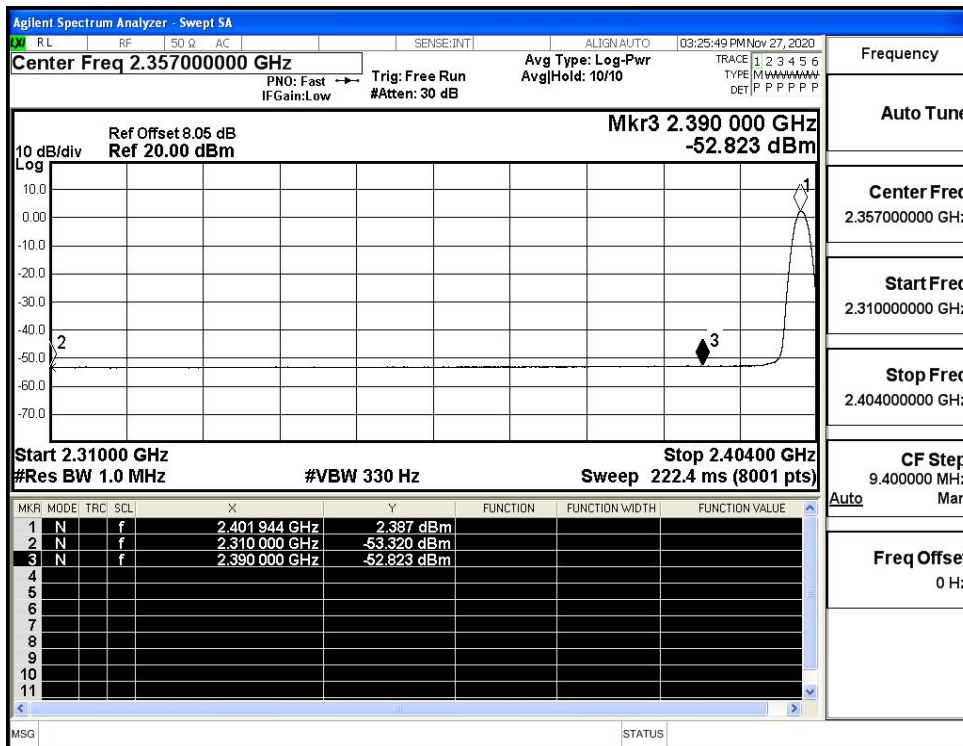 Agilent Spectrum Analyzer - Swept SA
LXI RL RF 50 Ω AC SENSE:INT ALIGN AUTO 03:25:49 PM Nov 27, 2020
Center Freq 2.357000000 GHz
PNO: Fast
IFGain:Low
Trig: Free Run
#Atten: 30 dB
Avg Type: Log-Pwr
Avg|Hold: 10/10
TRACE 1 2 3 4 5 6
TYPE M WWWWW
DET P P P P P P
Ref Offset 8.05 dB
10 dB/div Ref 20.00 dBm
Log
Mkr3 2.390 000 GHz
-52.823 dBm
10.0
0.00
-10.0
-20.0
-30.0
-40.0
-50.0
-60.0
-70.0
1
2
3
Start 2.31000 GHz Stop 2.40400 GHz
#Res BW 1.0 MHz #VBW 330 Hz Sweep 222.4 ms (8001 pts)
MKR MODE TRC SCL X Y FUNCTION FUNCTION WIDTH FUNCTION VALUE
1 N f 2.401 944 GHz 2.387 dBm
2 N f 2.310 000 GHz -53.320 dBm
3 N f 2.390 000 GHz -52.823 dBm
4
5
6
7
8
9
10
11
MSG STATUS
Frequency
Auto Tune
Center Freq
2.357000000 GHz
Start Freq
2.310000000 GHz
Stop Freq
2.404000000 GHz
CF Step
9.400000 MHz
Auto Man
Freq Offset
0 Hz